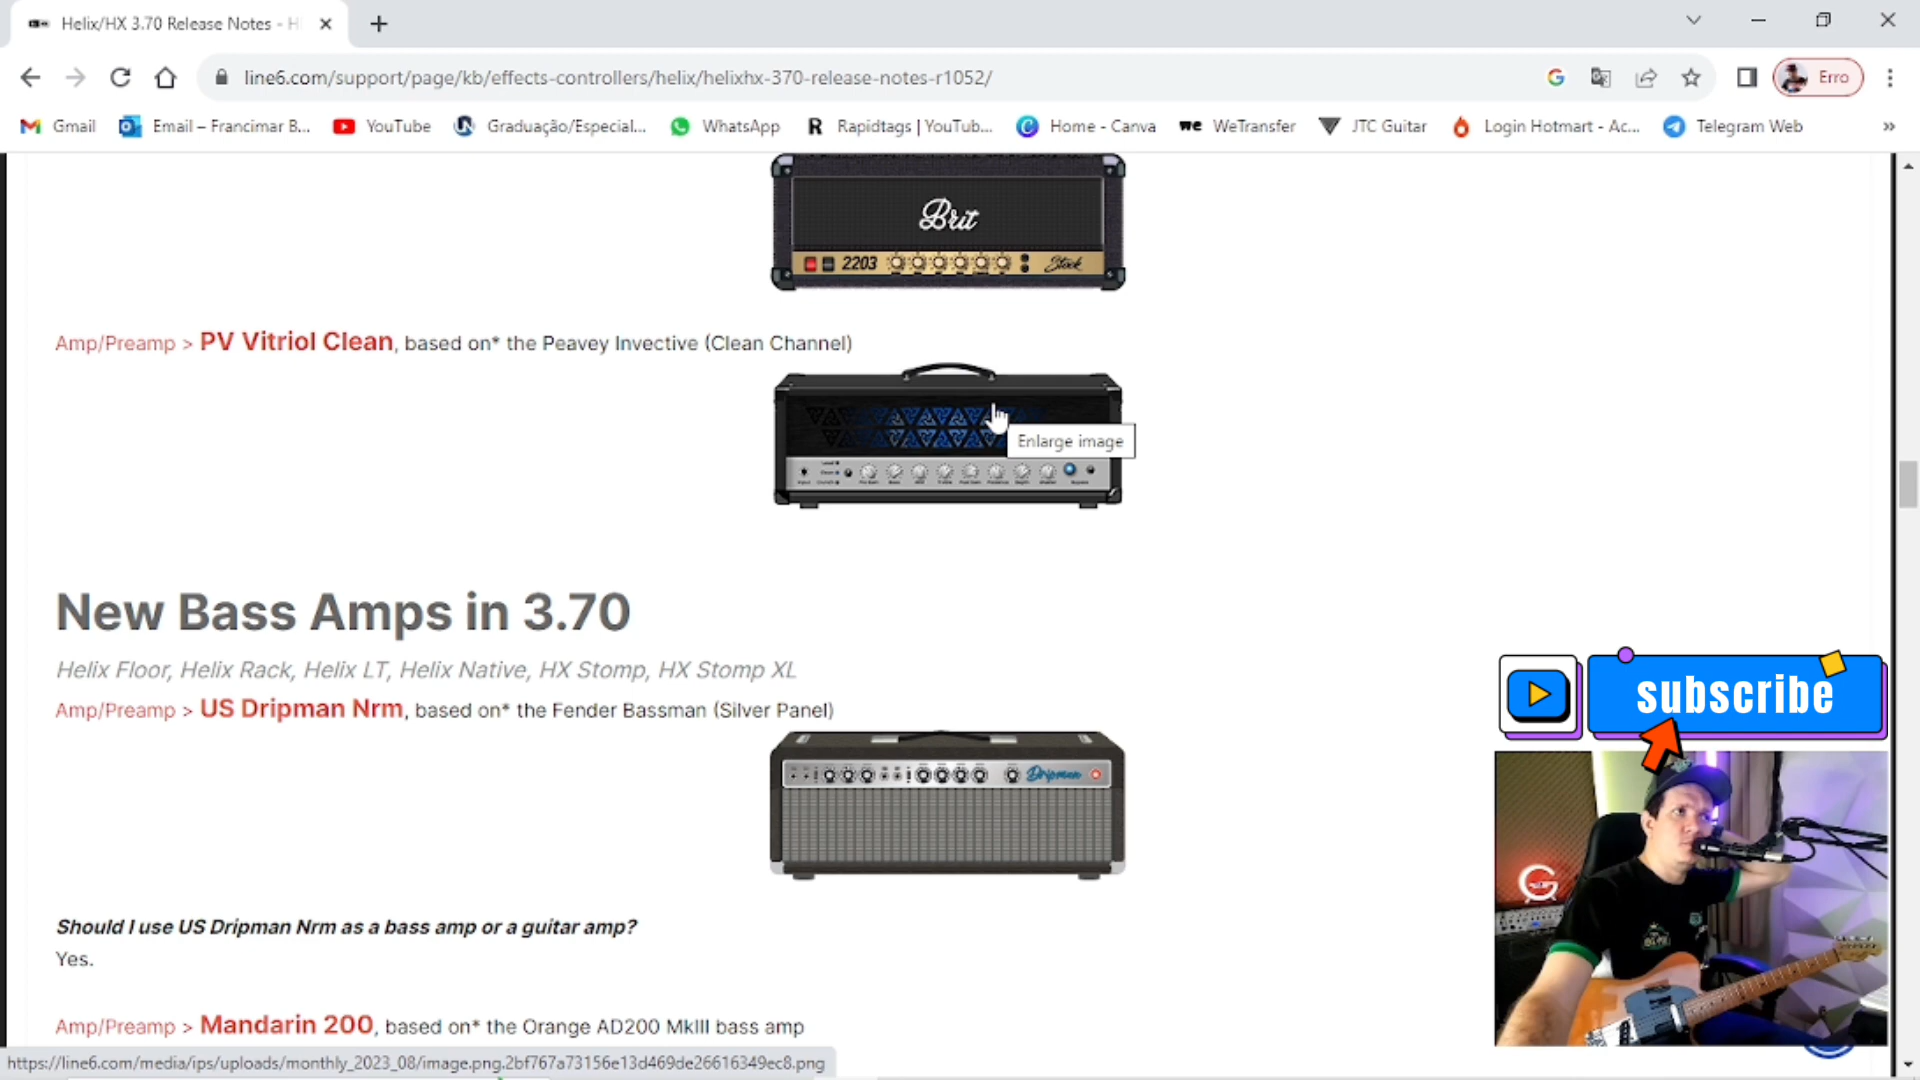 Helix/HX 3.70 Release Notes - H
line6.com/support/page/kb/effects-controllers/helix/helixhx-370-release-notes-r1052/
Erro
Gmail
Email – Francimar B...
YouTube
Graduação/Especial...
WhatsApp
Rapidtags | YouTub...
Home - Canva
WeTransfer
JTC Guitar
Login Hotmart - Ac...
Telegram Web
»
Brit
2203
Amp/Preamp > PV Vitriol Clean, based on* the Peavey Invective (Clean Channel)
Enlarge image
New Bass Amps in 3.70
Helix Floor, Helix Rack, Helix LT, Helix Native, HX Stomp, HX Stomp XL
Amp/Preamp > US Dripman Nrm, based on* the Fender Bassman (Silver Panel)
Dripman
subscribe
Should I use US Dripman Nrm as a bass amp or a guitar amp?
Yes.
Amp/Preamp > Mandarin 200, based on* the Orange AD200 MkIII bass amp
https://line6.com/media/ips/uploads/monthly_2023_08/image.png.2bf767a73156e13d469de26616349ec8.png